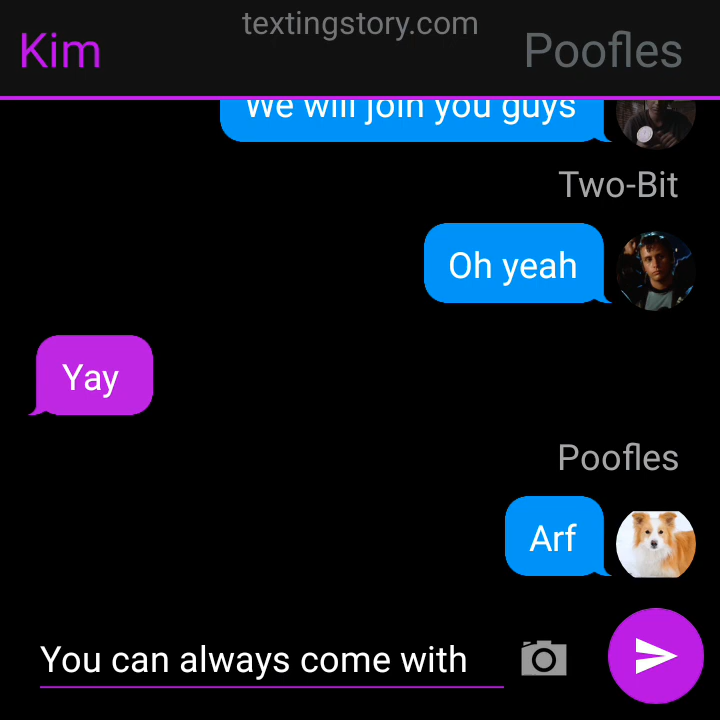 textingstory.com
Kim
Poofles
We will join you guys
Two-Bit
Oh yeah
Yay
Poofles
Arf
You can always come with